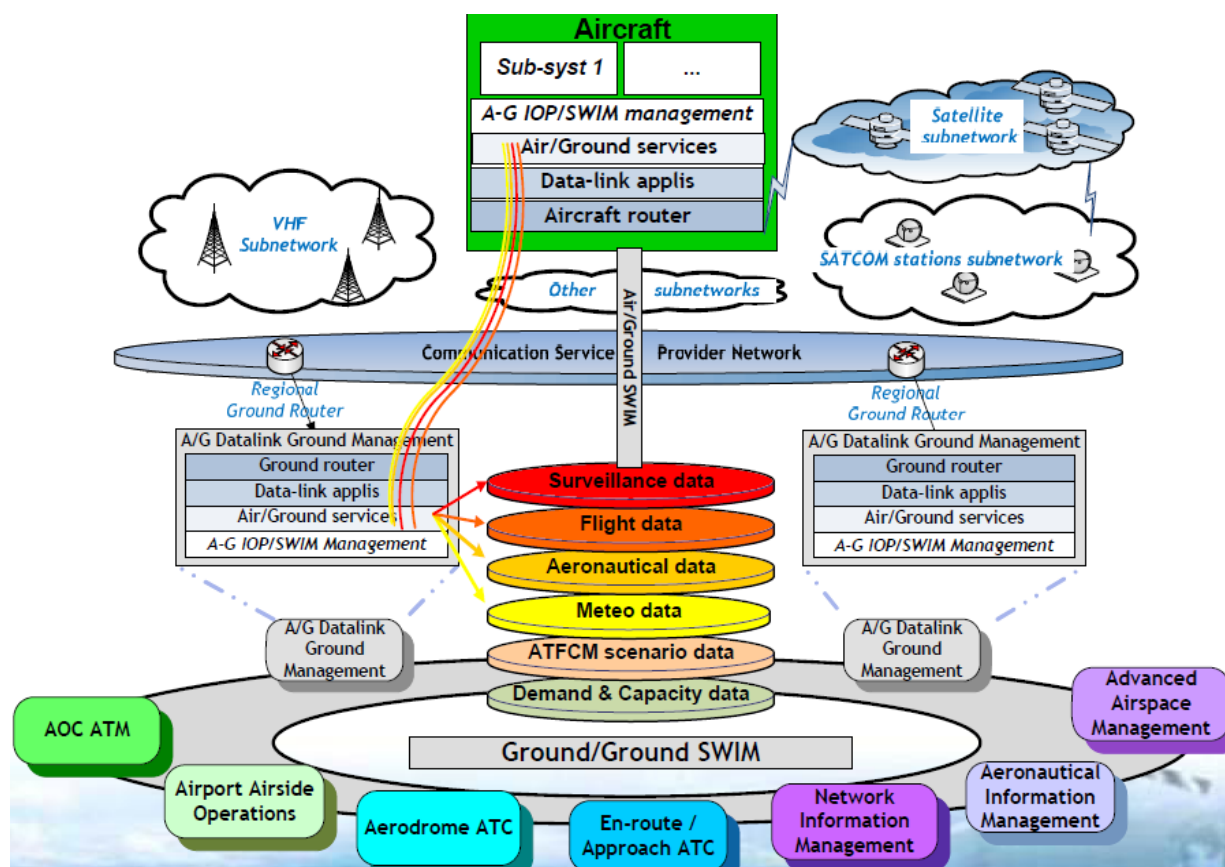 Aircraft
Sub-syst 1
...
A-G IOP/SWIM management
Air/Ground services
Data-link applis
Aircraft router
Satellite
subnetwork
VHF
Subnetwork
SATCOM stations subnetwork
Other subnetworks
Air/Ground SWIM
Communication Service Provider Network
Regional
Ground Router
Regional
Ground Router
A/G Datalink Ground Management
Ground router
Data-link applis
Air/Ground services
A-G IOP/SWIM Management
A/G Datalink Ground Management
Ground router
Data-link applis
Air/Ground services
A-G IOP/SWIM Management
Surveillance data
Flight data
Aeronautical data
Meteo data
ATFCM scenario data
Demand & Capacity data
A/G Datalink
Ground
Management
A/G Datalink
Ground
Management
Ground/Ground SWIM
AOC ATM
Airport Airside
Operations
Aerodrome ATC
En-route /
Approach ATC
Network
Information
Management
Aeronautical
Information
Management
Advanced
Airspace
Management